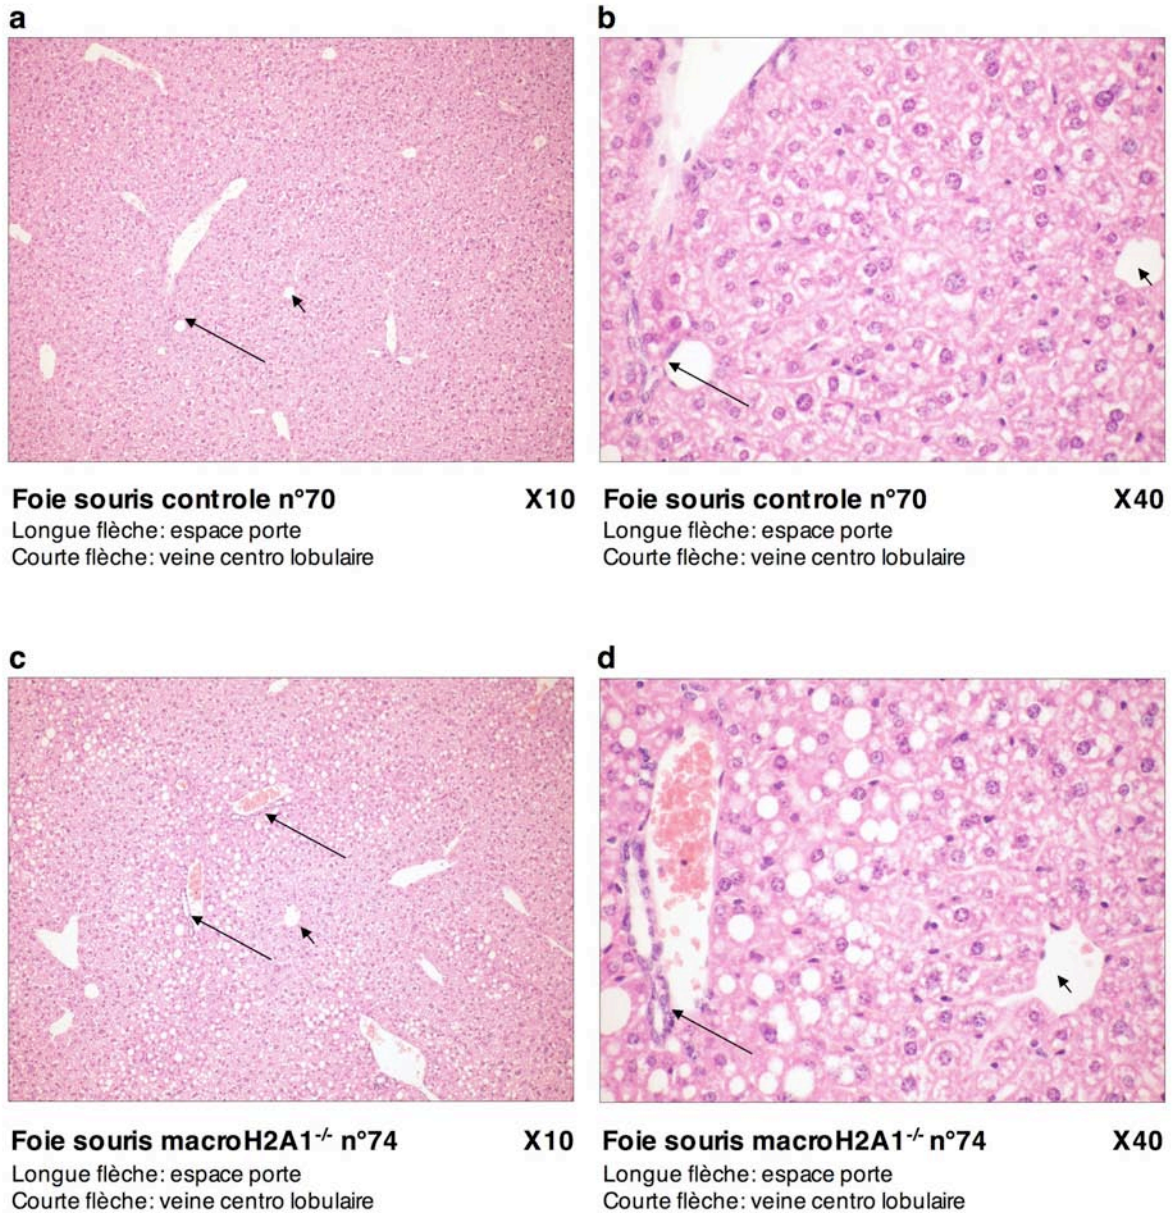 a
b
Foie souris controle n°70 X10
Longue flèche: espace porte
Courte flèche: veine centro lobulaire
Foie souris controle n°70 X40
Longue flèche: espace porte
Courte flèche: veine centro lobulaire
c
d
Foie souris macroH2A1-/- n°74 X10
Longue flèche: espace porte
Courte flèche: veine centro lobulaire
Foie souris macroH2A1-/- n°74 X40
Longue flèche: espace porte
Courte flèche: veine centro lobulaire